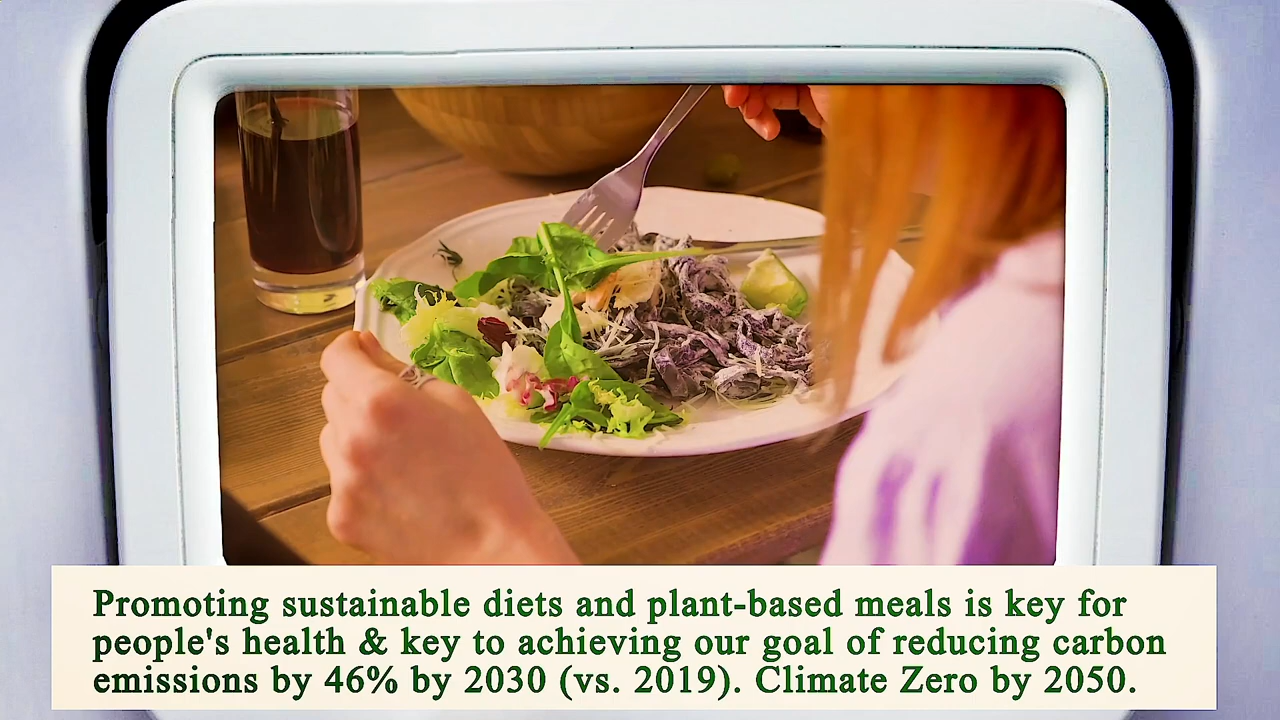 Promoting sustainable diets and plant-based meals is key for
people's health & key to achieving our goal of reducing carbon
emissions by 46% by 2030 (vs. 2019). Climate Zero by 2050.